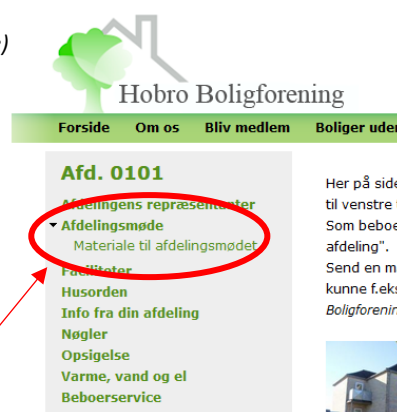 )
Hobro Boligforening
Forside Om os Bliv medlem Boliger uden
Afd. 0101
Afdelingens repræsentanter
Afdelingsmøde
Materiale til afdelingsmødet
Faciliteter
Husorden
Info fra din afdeling
Nøgler
Opsigelse
Varme, vand og el
Beboerservice
Her på side
til venstre
Som beboe
afdeling".
Send en m
kunne f.eks
Boligforenin